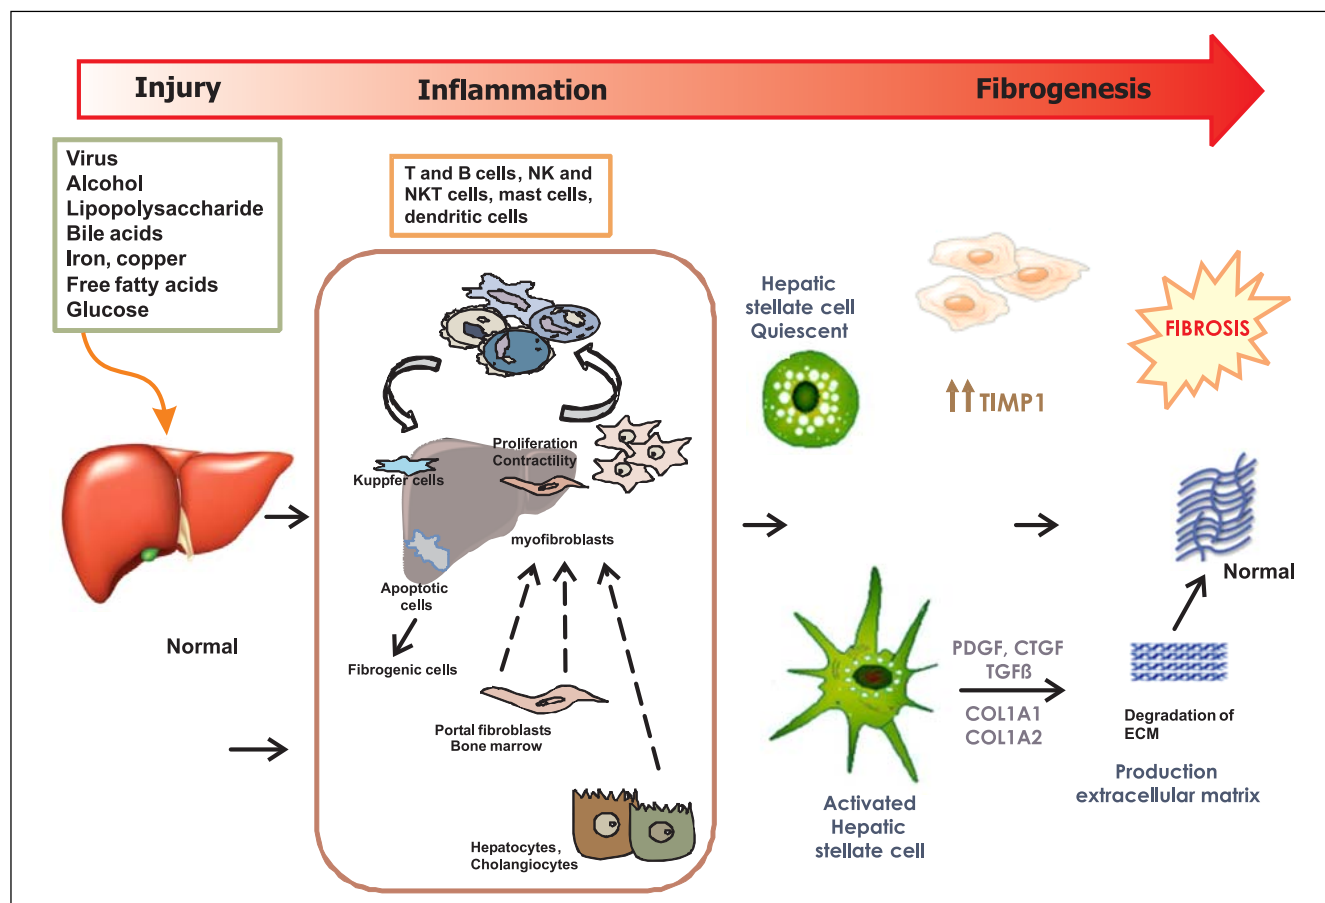 Injury
Inflammation
Fibrogenesis
Virus
Alcohol
Lipopolysaccharide
Bile acids
Iron, copper
Free fatty acids
Glucose
T and B cells, NK and
NKT cells, mast cells,
dendritic cells
Hepatic
stellate cell
Quiescent
FIBROSIS
TIMP1
Proliferation
Contractility
Kuppfer cells
myofibroblasts
Apoptotic
cells
Fibrogenic cells
Normal
Portal fibroblasts
Bone marrow
Hepatocytes,
Cholangiocytes
Activated
Hepatic
stellate cell
PDGF, CTGF
TGFß
COL1A1
COL1A2
Normal
Degradation of
ECM
Production
extracellular matrix